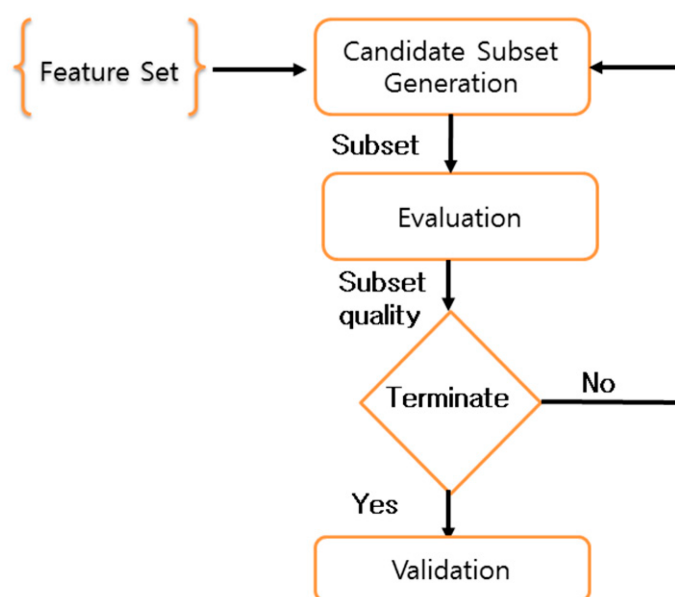 Feature Set
Candidate Subset
Generation
Subset
Evaluation
Subset
quality
Terminate
No
Yes
Validation